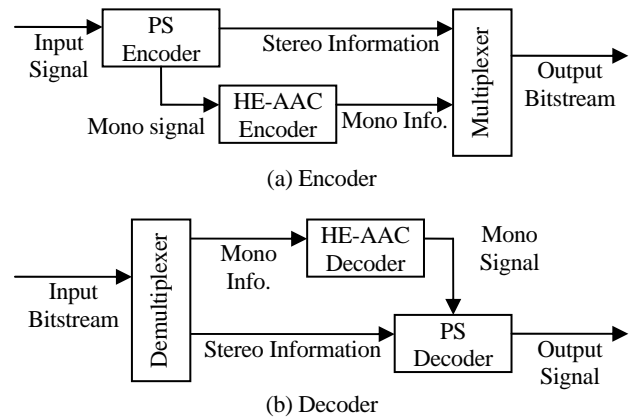 Input
Signal
PS
Encoder
Stereo Information
Mono signal
HE-AAC
Encoder
Mono Info.
Multiplexer
Output
Bitstream
(a) Encoder
Input
Bitstream
Demultiplexer
Mono
Info.
HE-AAC
Decoder
Mono
Signal
Stereo Information
PS
Decoder
Output
Signal
(b) Decoder